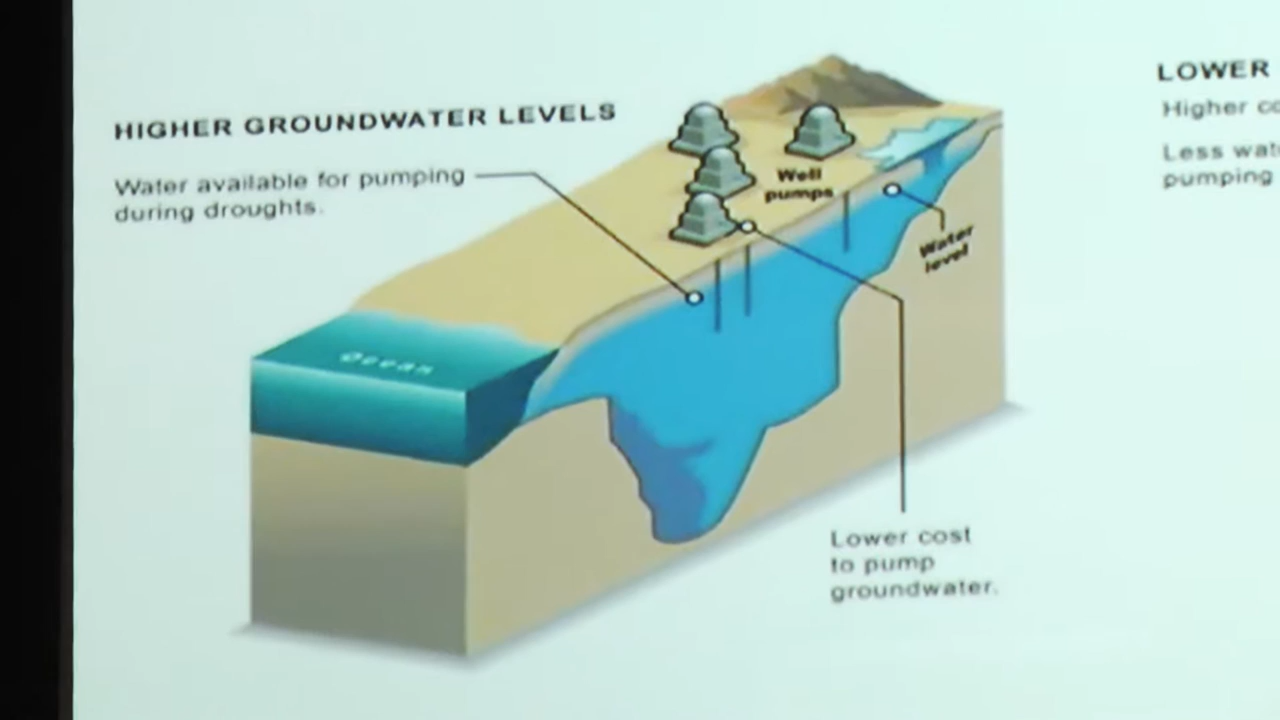 HIGHER GROUNDWATER LEVELS
Water available for pumping
during droughts.
Well
pumps
Water
level
Ocean
Lower cost
to pump
groundwater.
LOWER
Higher
Less
pumping